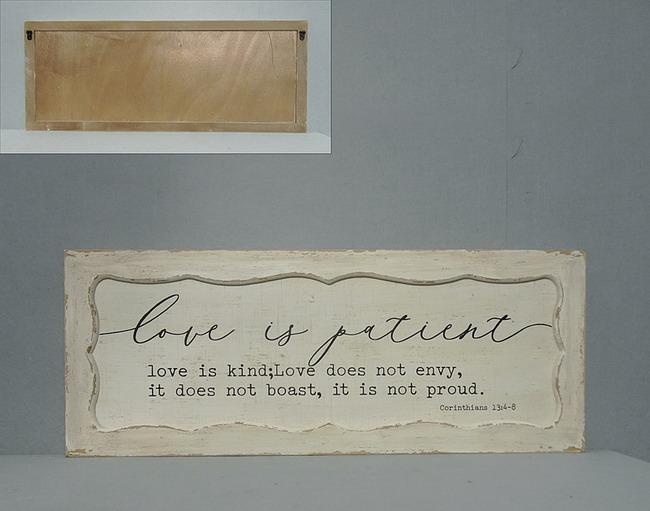 love is patient
love is kind;Love does not envy,
it does not boast, it is not proud.
Corinthians 13:4-8